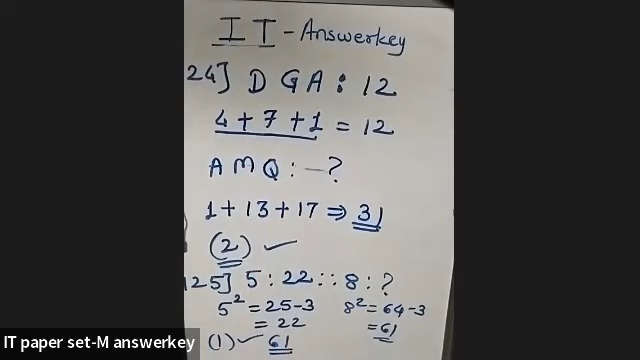 IT - Answerkey
24] D G A : 12
4 + 7 + 1 = 12
A M Q : — ?
1 + 13 + 17 ⇒ 31
(2) ✓
125] 5 : 22 :: 8 : ?
5² = 25 - 3 8² = 64 - 3
= 22 = 61
(1) ✓ 61
IT paper set-M answerkey